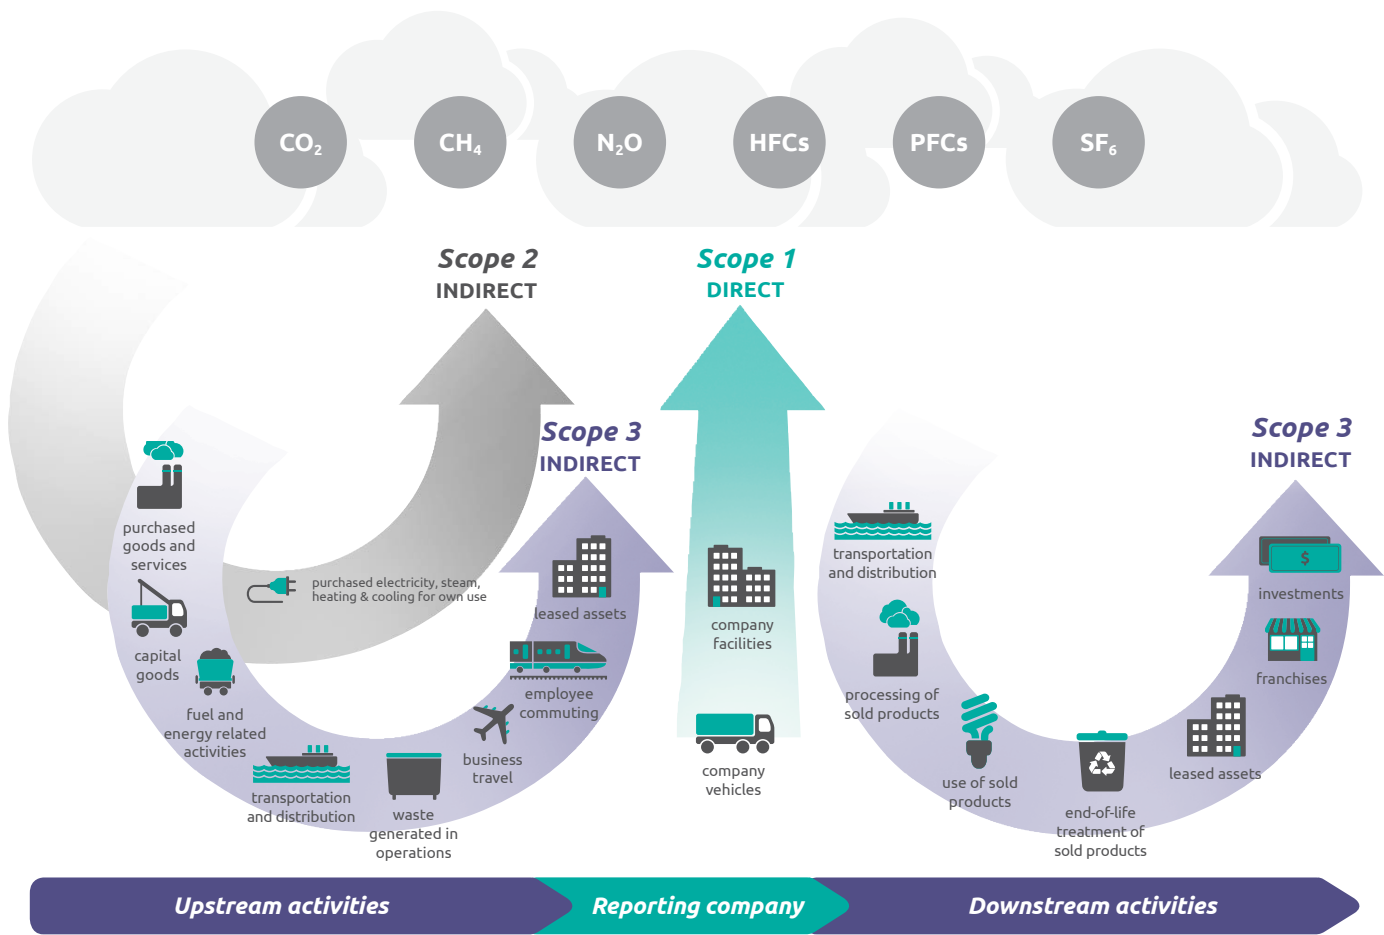 CO₂
CH₄
N₂O
HFCs
PFCs
SF₆
Scope 2
INDIRECT
Scope 1
DIRECT
Scope 3
INDIRECT
Scope 3
INDIRECT
purchased
goods and
services
capital
goods
fuel and
energy related
activities
transportation
and distribution
waste
generated in
operations
business
travel
employee
commuting
leased assets
purchased electricity, steam,
heating & cooling for own use
company
facilities
company
vehicles
transportation
and distribution
processing of
sold products
use of sold
products
end-of-life
treatment of
sold products
leased assets
franchises
$
investments
Upstream activities
Reporting company
Downstream activities